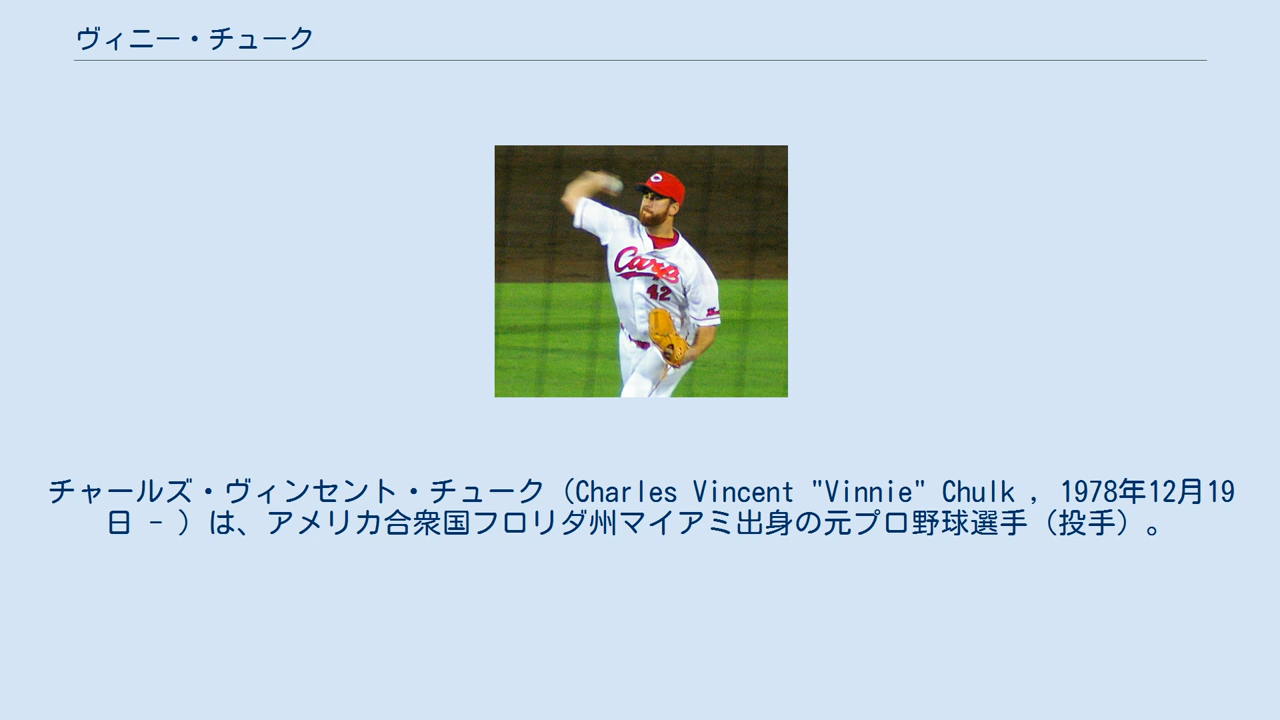 ヴィニー・チューク
Carp
42
チャールズ・ヴィンセント・チューク（Charles Vincent "Vinnie" Chulk , 1978年12月19
日 - ）は、アメリカ合衆国フロリダ州マイアミ出身の元プロ野球選手（投手）。